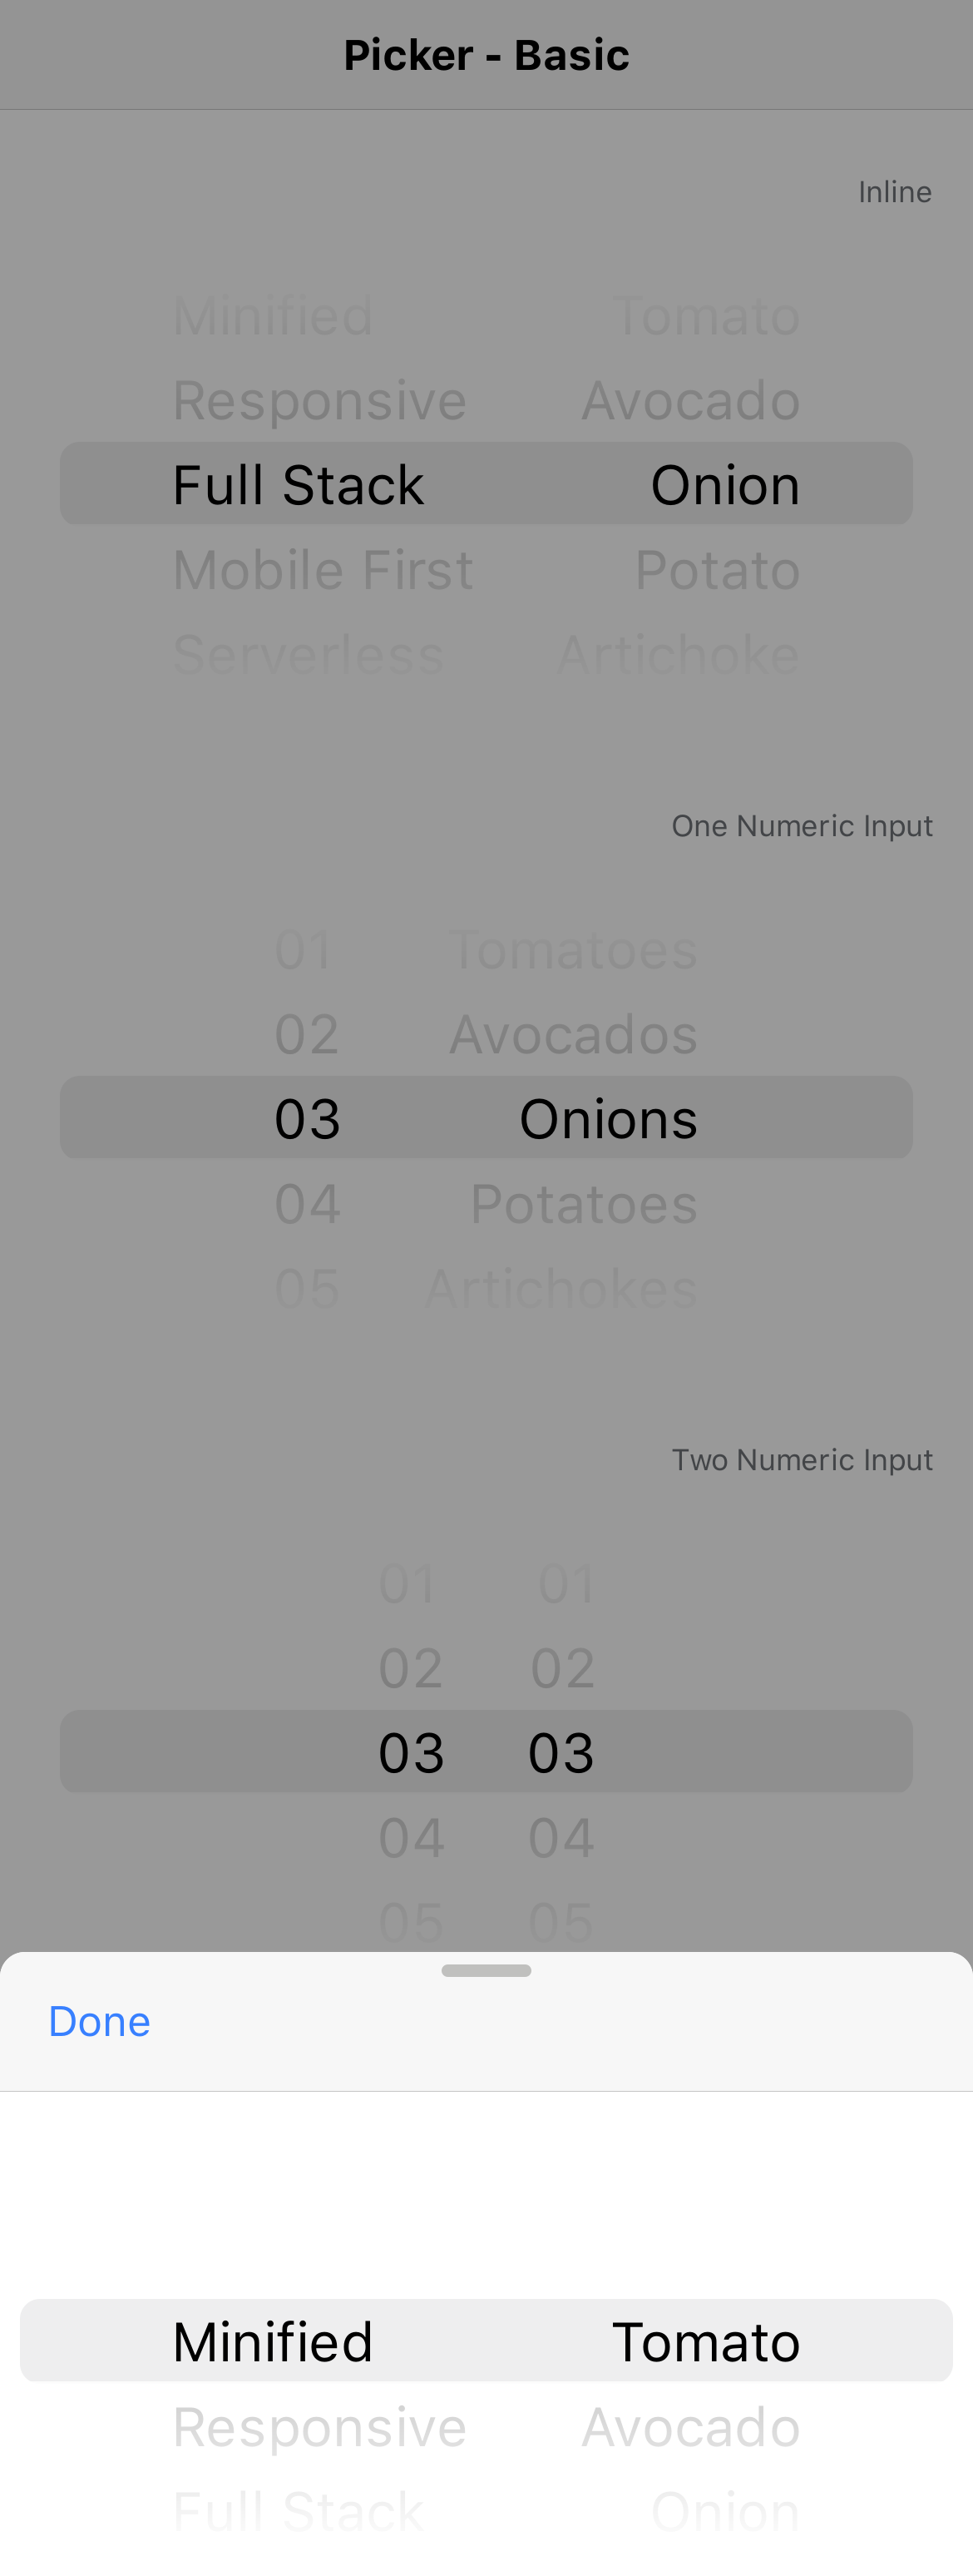 Picker - Basic
Inline
Minified Tomato
Responsive Avocado
Full Stack Onion
Mobile First Potato
Serverless Artichoke
One Numeric Input
01 Tomatoes
02 Avocados
03 Onions
04 Potatoes
05 Artichokes
Two Numeric Input
01 01
02 02
03 03
04 04
05 05
Done
Minified Tomato
Responsive Avocado
Full Stack Onion